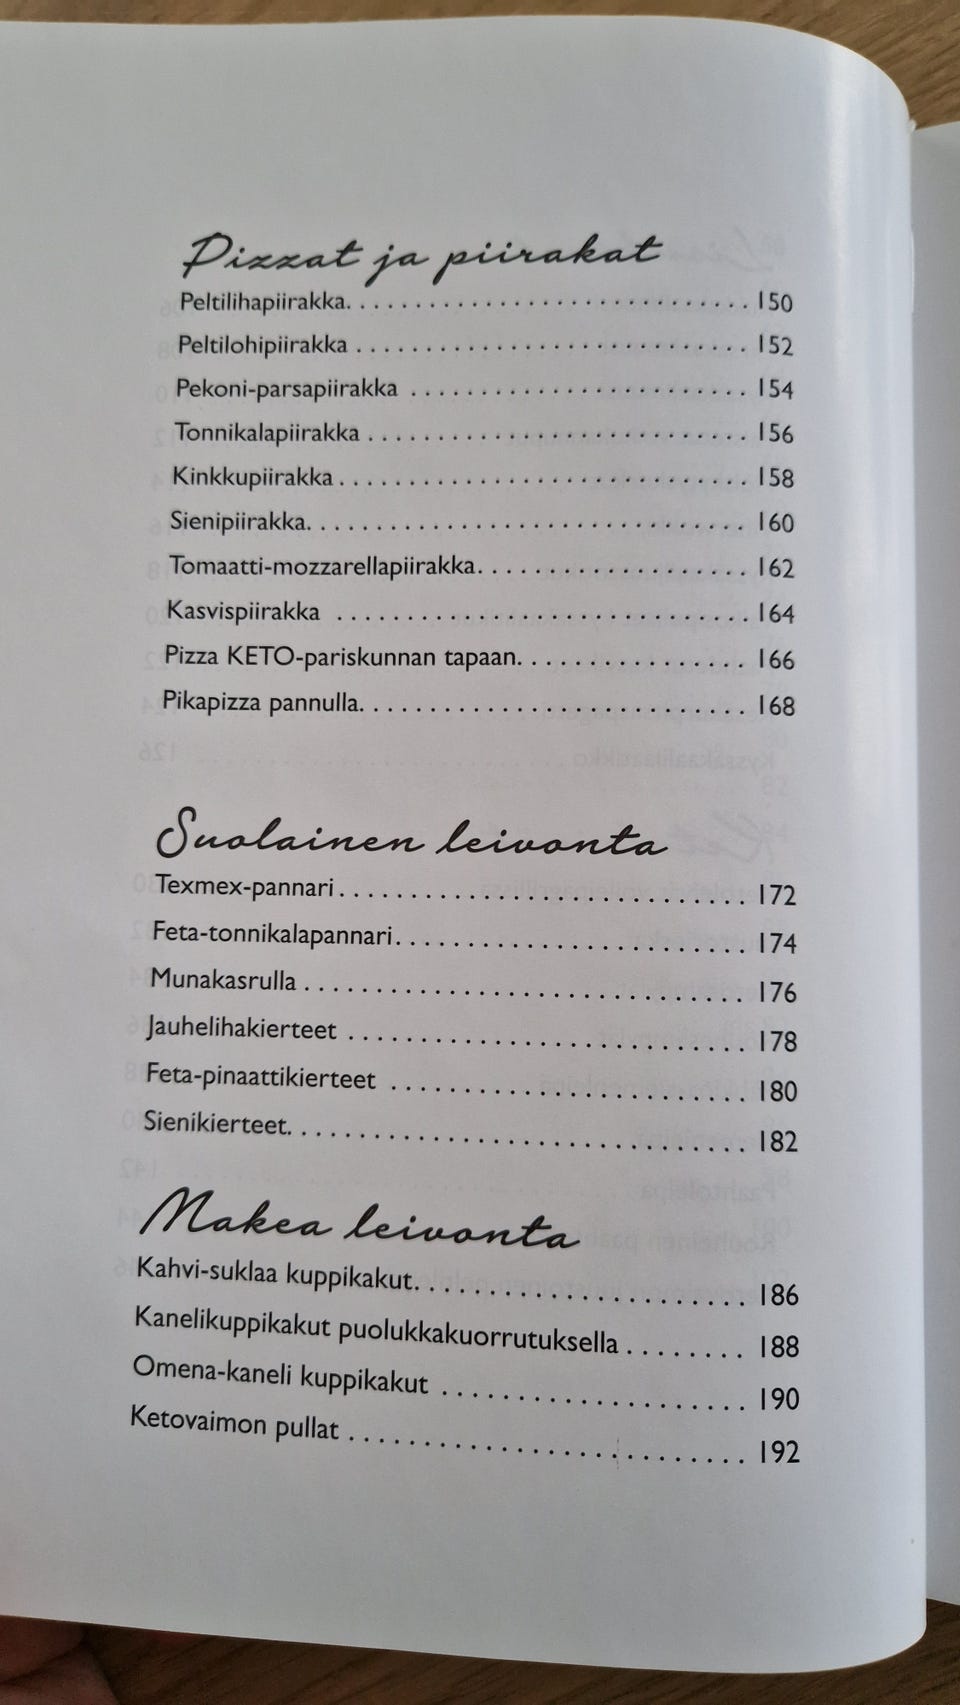 Pizzat ja piirakat
Peltilihapiirakka. . . . . . . . . . . . . . . . . . . . . . . . . . . . . 150
Peltilohipiirakka . . . . . . . . . . . . . . . . . . . . . . . . . . . . 152
Pekoni-parsapiirakka . . . . . . . . . . . . . . . . . . . . . . . . 154
Tonnikalapiirakka . . . . . . . . . . . . . . . . . . . . . . . . . . . 156
Kinkkupiirakka . . . . . . . . . . . . . . . . . . . . . . . . . . . . . 158
Sienipiirakka. . . . . . . . . . . . . . . . . . . . . . . . . . . . . . . 160
Tomaatti-mozzarellapiirakka. . . . . . . . . . . . . . . . . . . 162
Kasvispiirakka . . . . . . . . . . . . . . . . . . . . . . . . . . . . . 164
Pizza KETO-pariskunnan tapaan. . . . . . . . . . . . . . . . 166
Pikapizza pannulla. . . . . . . . . . . . . . . . . . . . . . . . . . . 168
Suolainen leivonta
Texmex-pannari . . . . . . . . . . . . . . . . . . . . . . . . . . . . 172
Feta-tonnikalapannari. . . . . . . . . . . . . . . . . . . . . . . . 174
Munakasrulla . . . . . . . . . . . . . . . . . . . . . . . . . . . . . . 176
Jauhelihakierteet . . . . . . . . . . . . . . . . . . . . . . . . . . . 178
Feta-pinaattikierteet . . . . . . . . . . . . . . . . . . . . . . . . 180
Sienikierteet. . . . . . . . . . . . . . . . . . . . . . . . . . . . . . . 182
Makea leivonta
Kahvi-suklaa kuppikakut. . . . . . . . . . . . . . . . . . . . . . 186
Kanelikuppikakut puolukkakuorrutuksella . . . . . . . . 188
Omena-kaneli kuppikakut . . . . . . . . . . . . . . . . . . . . 190
Ketovaimon pullat . . . . . . . . . . . . . . . . . . . . . . . . . . 192